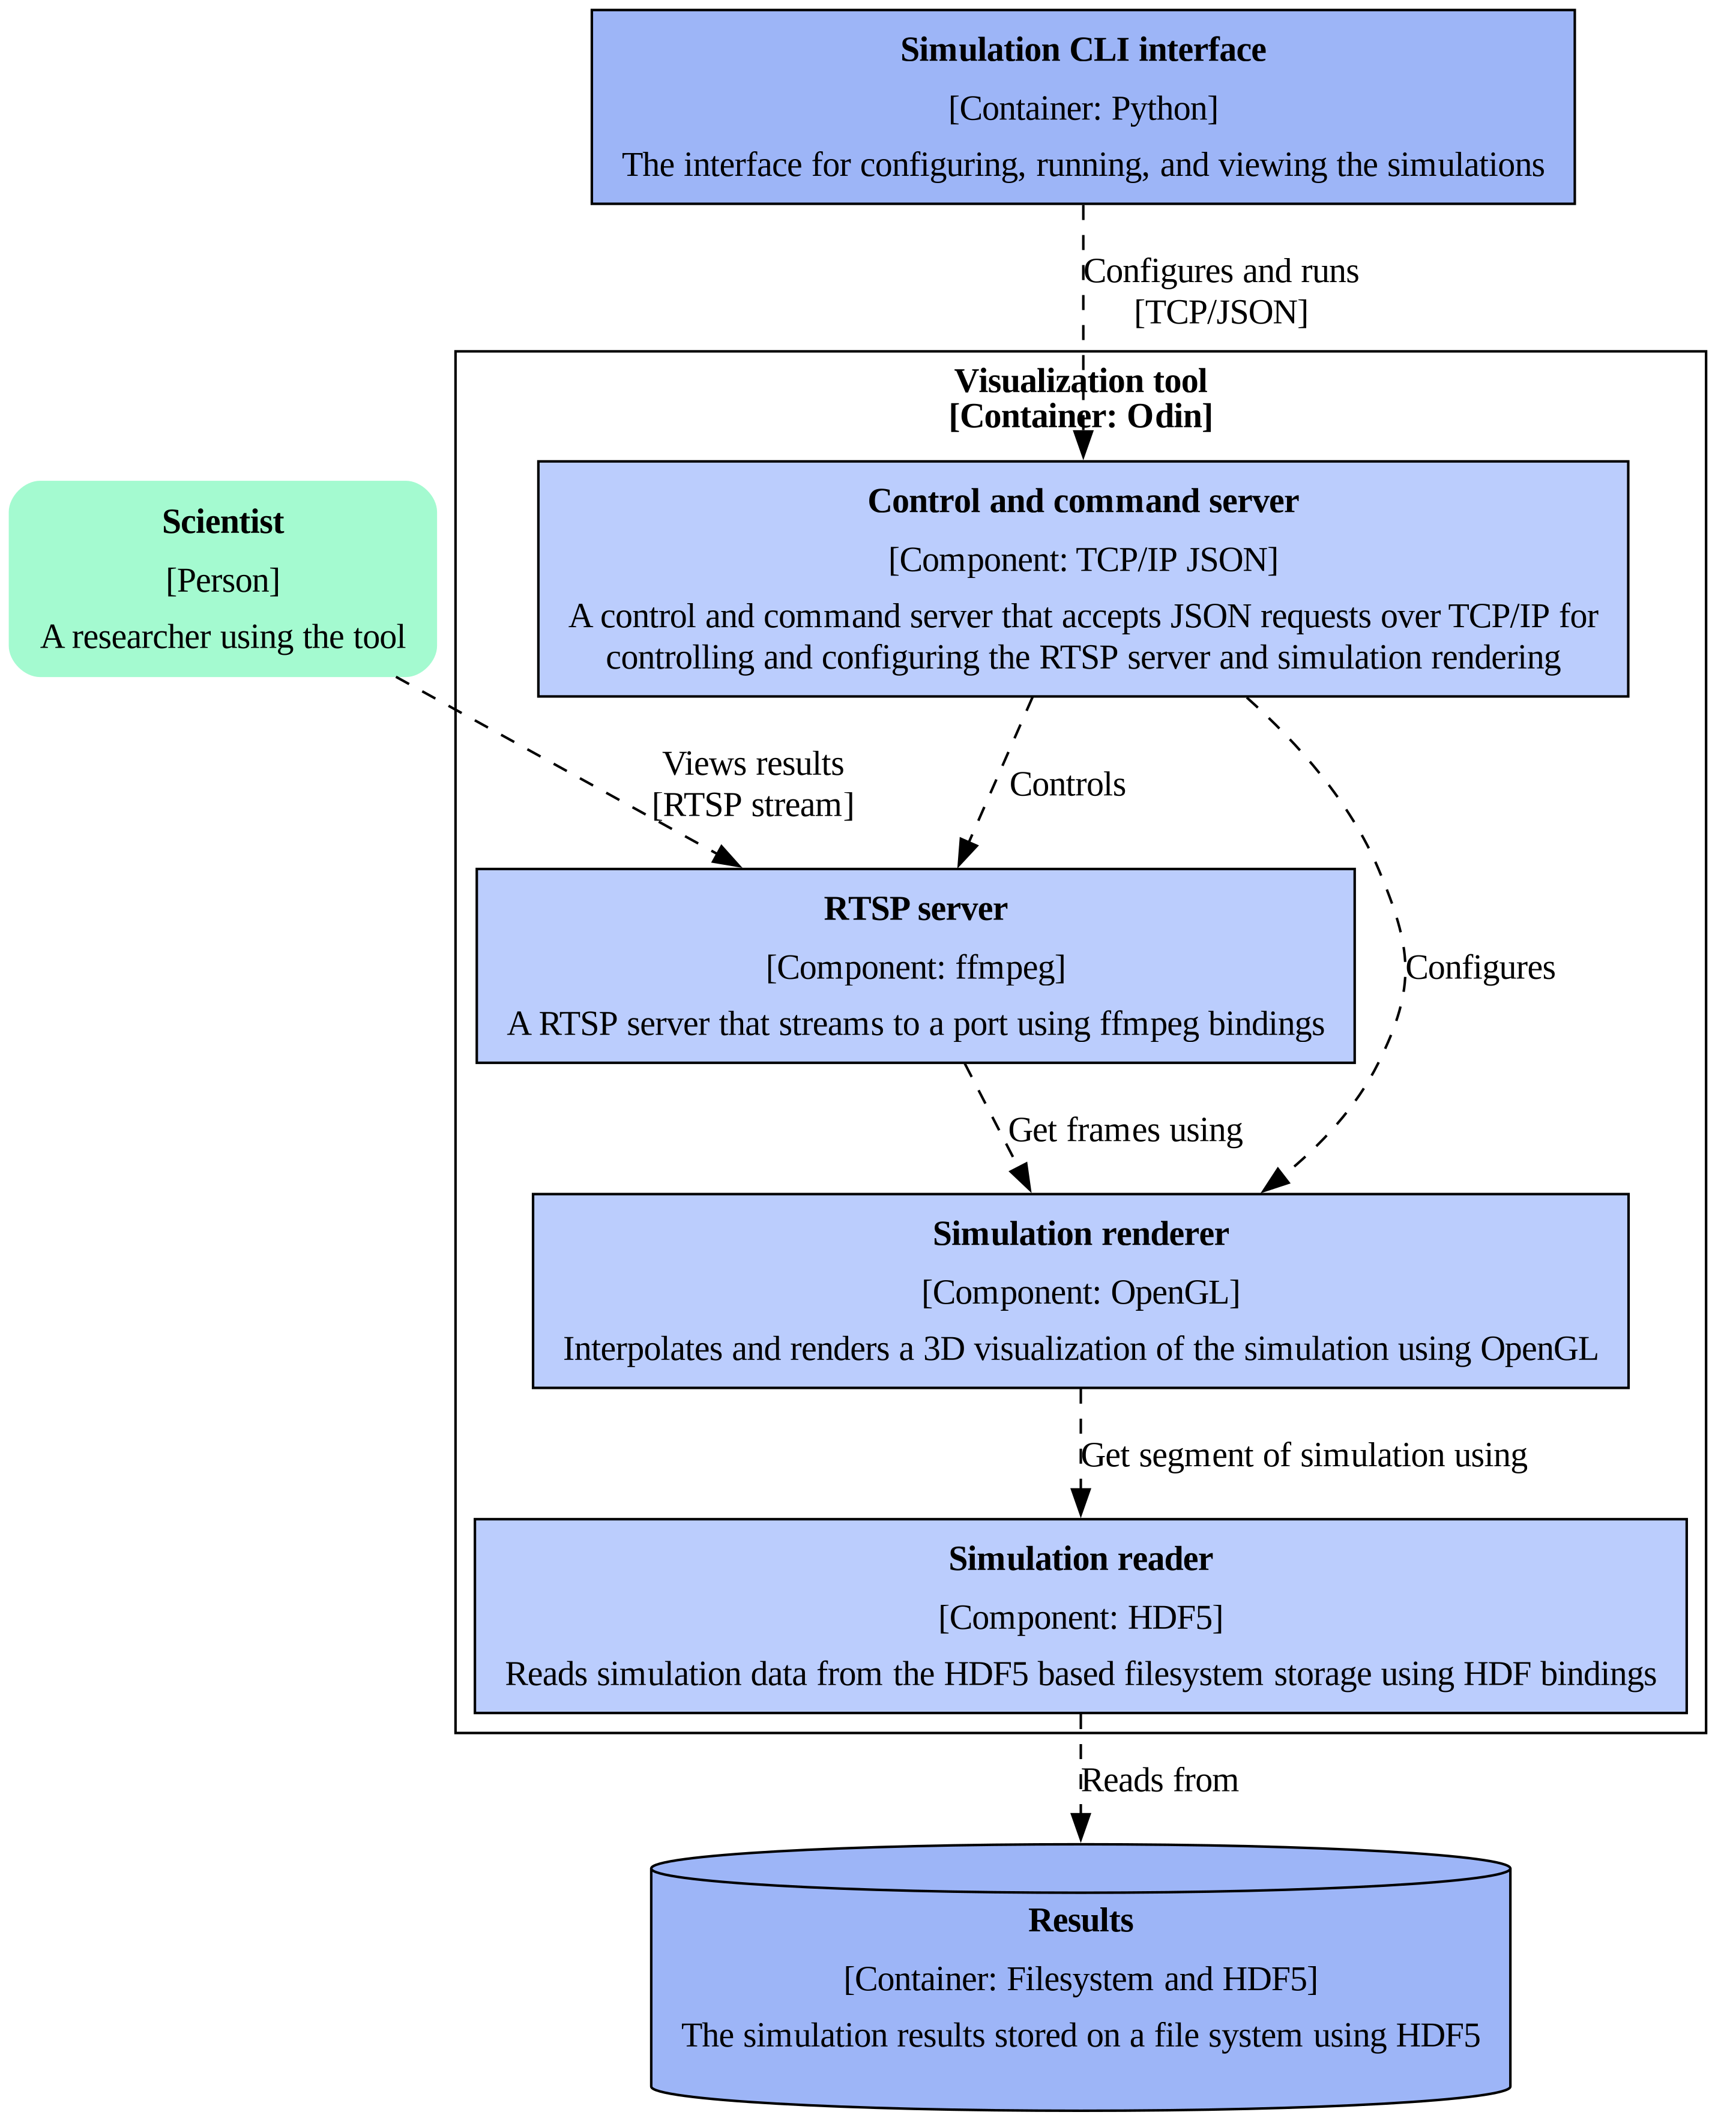 Simulation CLI interface
[Container: Python]
The interface for configuring, running, and viewing the simulations
Configures and runs
[TCP/JSON]
Visualization tool
[Container: Odin]
Control and command server
[Component: TCP/IP JSON]
A control and command server that accepts JSON requests over TCP/IP for
controlling and configuring the RTSP server and simulation rendering
Scientist
[Person]
A researcher using the tool
Views results
[RTSP stream]
Controls
RTSP server
[Component: ffmpeg]
A RTSP server that streams to a port using ffmpeg bindings
Configures
Get frames using
Simulation renderer
[Component: OpenGL]
Interpolates and renders a 3D visualization of the simulation using OpenGL
Get segment of simulation using
Simulation reader
[Component: HDF5]
Reads simulation data from the HDF5 based filesystem storage using HDF bindings
Reads from
Results
[Container: Filesystem and HDF5]
The simulation results stored on a file system using HDF5